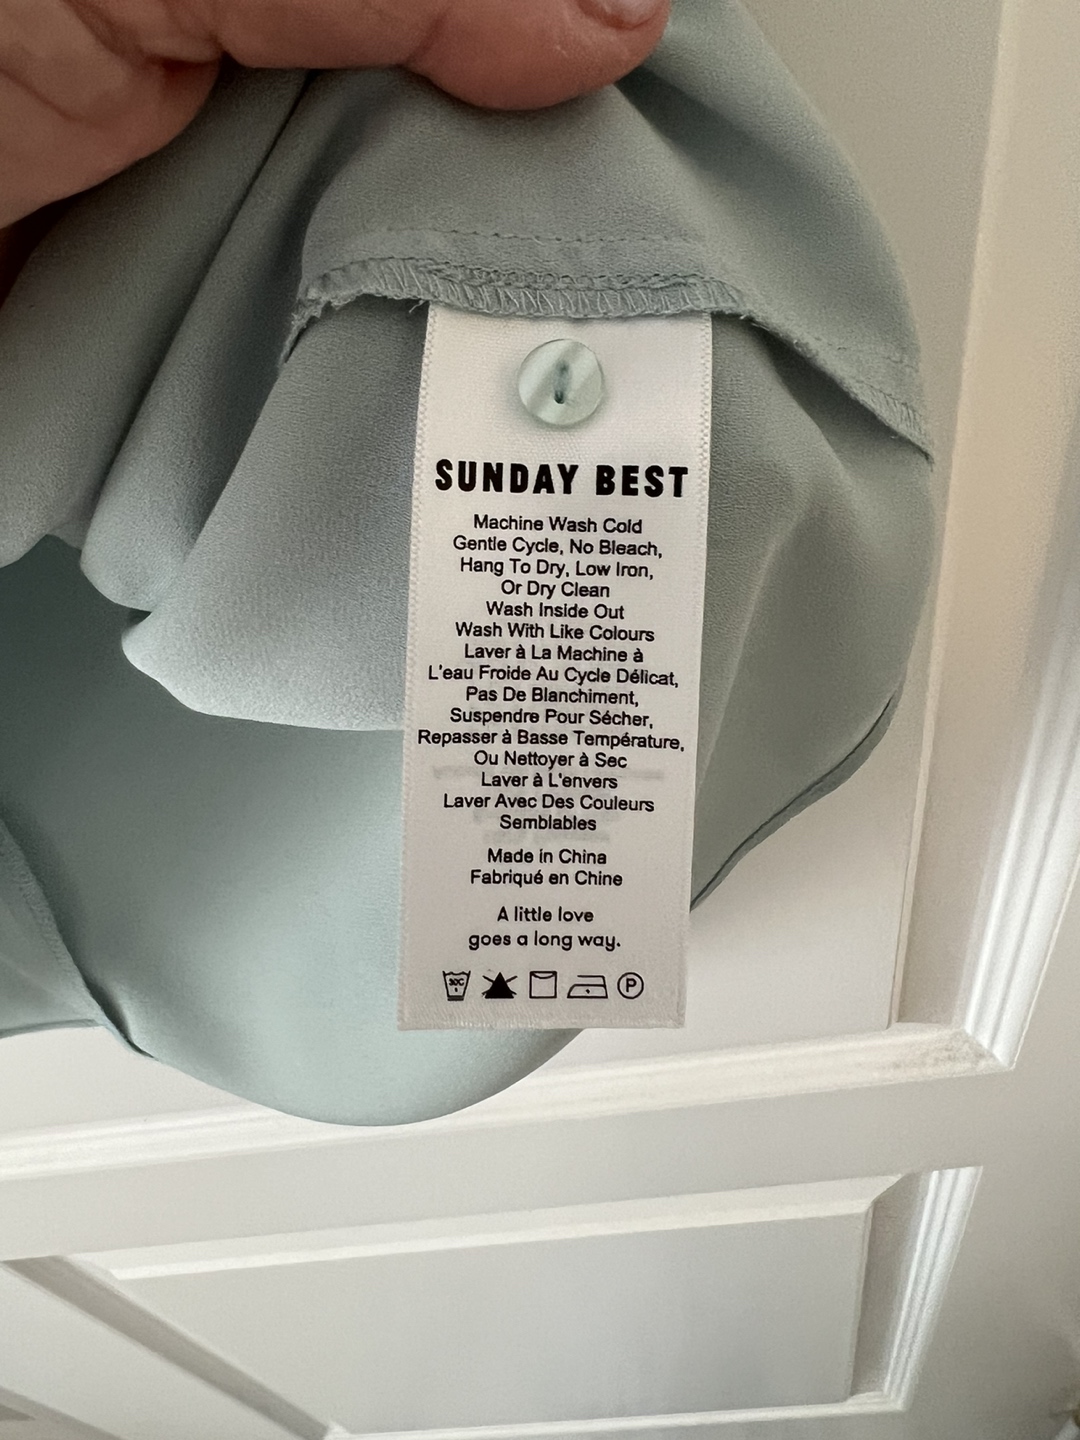 SUNDAY BEST
Machine Wash Cold
Gentle Cycle, No Bleach,
Hang To Dry, Low Iron,
Or Dry Clean
Wash Inside Out
Wash With Like Colours
Laver à La Machine à
L'eau Froide Au Cycle Délicat,
Pas De Blanchiment,
Suspendre Pour Sécher,
Repasser à Basse Température,
Ou Nettoyer à Sec
Laver à L'envers
Laver Avec Des Couleurs
Semblables
Made in China
Fabriqué en Chine
A little love
goes a long way.
30C P